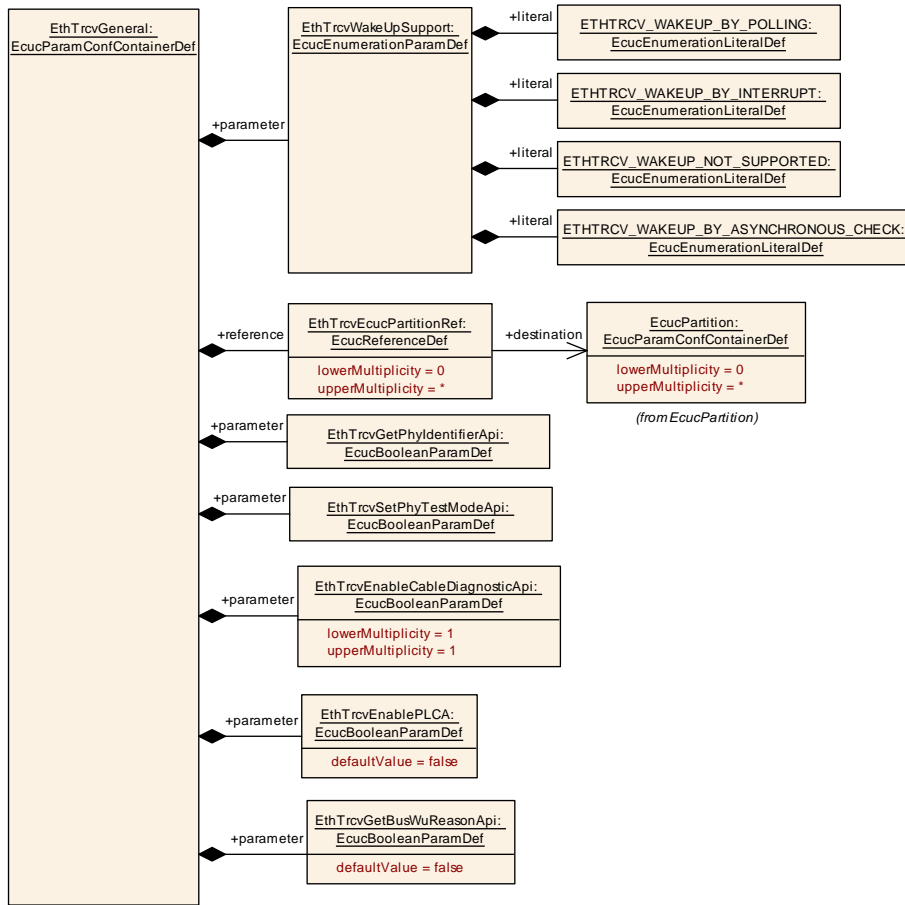 EthTrcvGeneral:
EcucParamConfContainerDef
+parameter
EthTrcvWakeUpSupport:
EcucEnumerationParamDef
+literal
ETHTRCV_WAKEUP_BY_POLLING:
EcucEnumerationLiteralDef
+literal
ETHTRCV_WAKEUP_BY_INTERRUPT:
EcucEnumerationLiteralDef
+literal
ETHTRCV_WAKEUP_NOT_SUPPORTED:
EcucEnumerationLiteralDef
+literal
ETHTRCV_WAKEUP_BY_ASYNCHRONOUS_CHECK:
EcucEnumerationLiteralDef
+reference
EthTrcvEcucPartitionRef:
EcucReferenceDef
lowerMultiplicity = 0
upperMultiplicity = *
+destination
EcucPartition:
EcucParamConfContainerDef
lowerMultiplicity = 0
upperMultiplicity = *
(from EcucPartition)
+parameter
EthTrcvGetPhyIdentifierApi:
EcucBooleanParamDef
+parameter
EthTrcvSetPhyTestModeApi:
EcucBooleanParamDef
+parameter
EthTrcvEnableCableDiagnosticApi:
EcucBooleanParamDef
lowerMultiplicity = 1
upperMultiplicity = 1
+parameter
EthTrcvEnablePLCA:
EcucBooleanParamDef
defaultValue = false
+parameter
EthTrcvGetBusWuReasonApi:
EcucBooleanParamDef
defaultValue = false